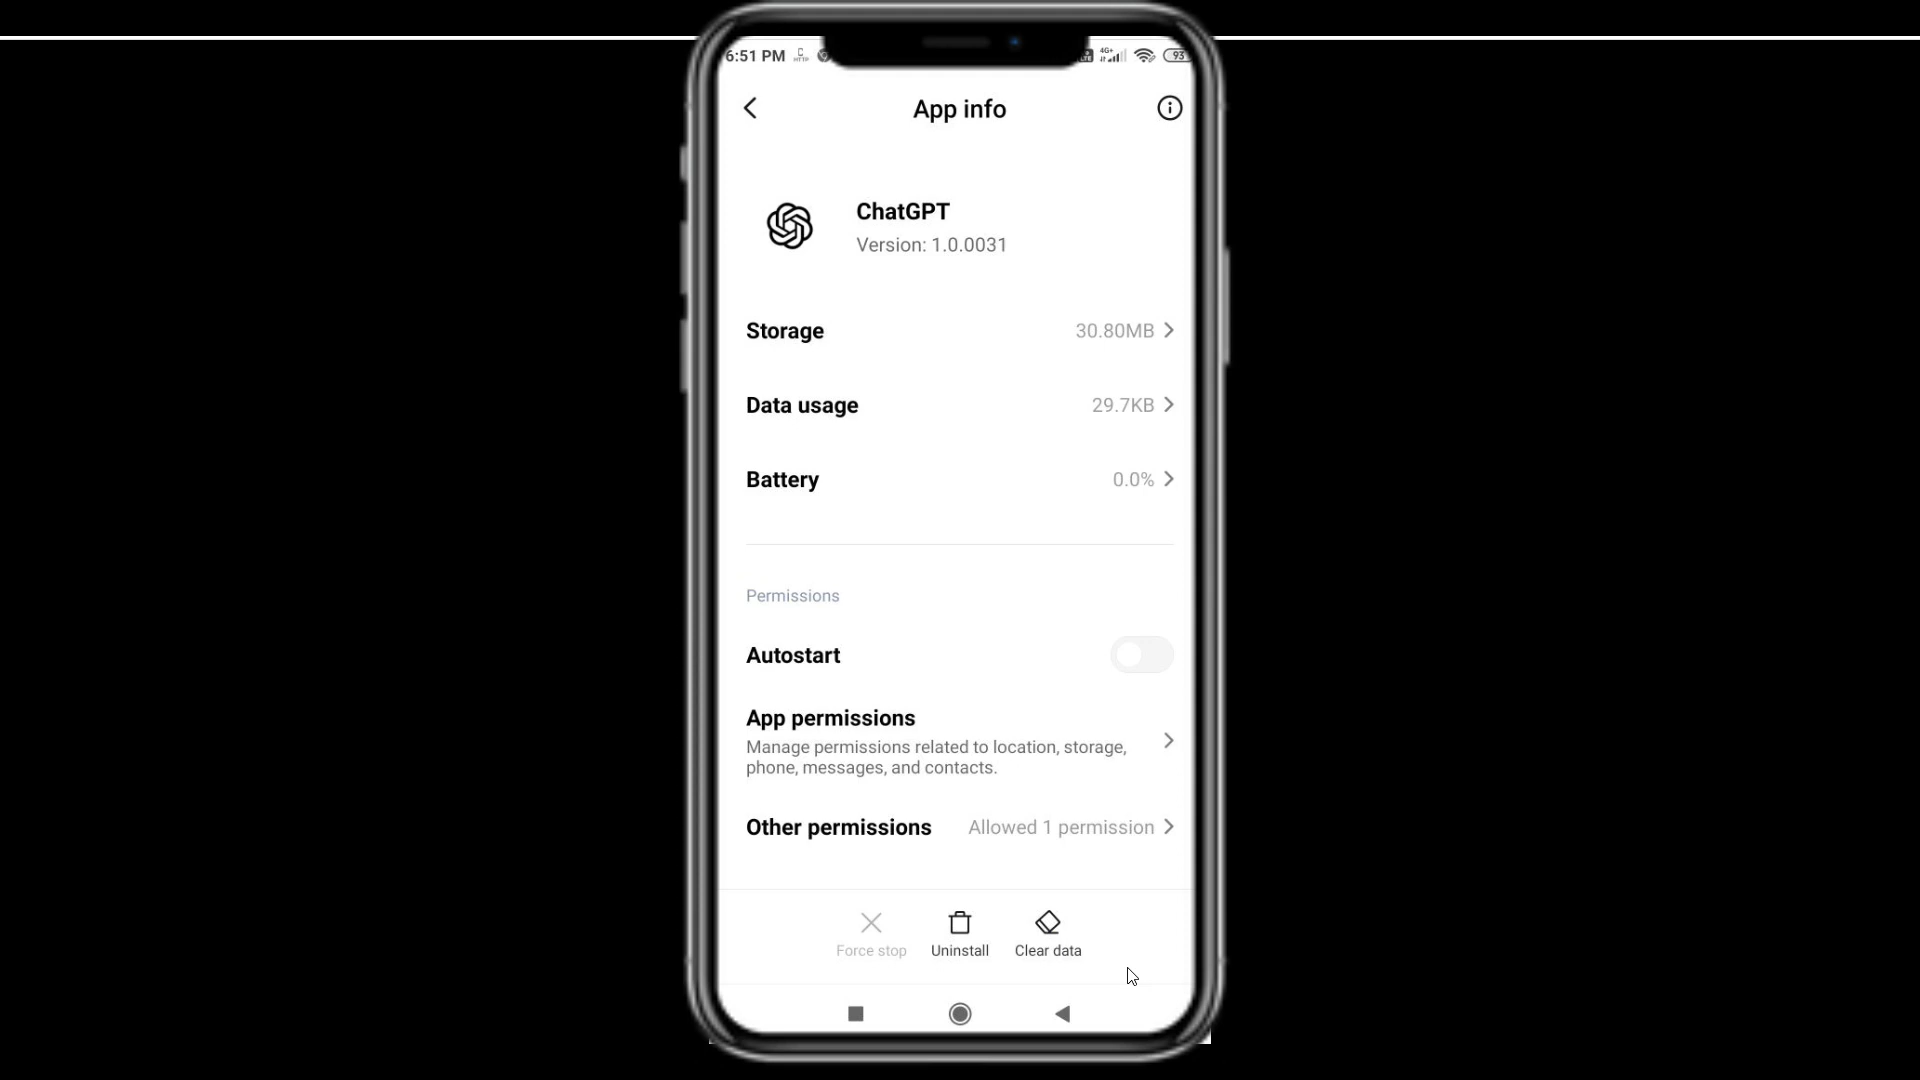 6:51 PM
4G+
93
App info
ChatGPT
Version: 1.0.0031
Storage 30.80MB
Data usage 29.7KB
Battery 0.0%
Permissions
Autostart
App permissions
Manage permissions related to location, storage,
phone, messages, and contacts.
Other permissions Allowed 1 permission
Force stop Uninstall Clear data